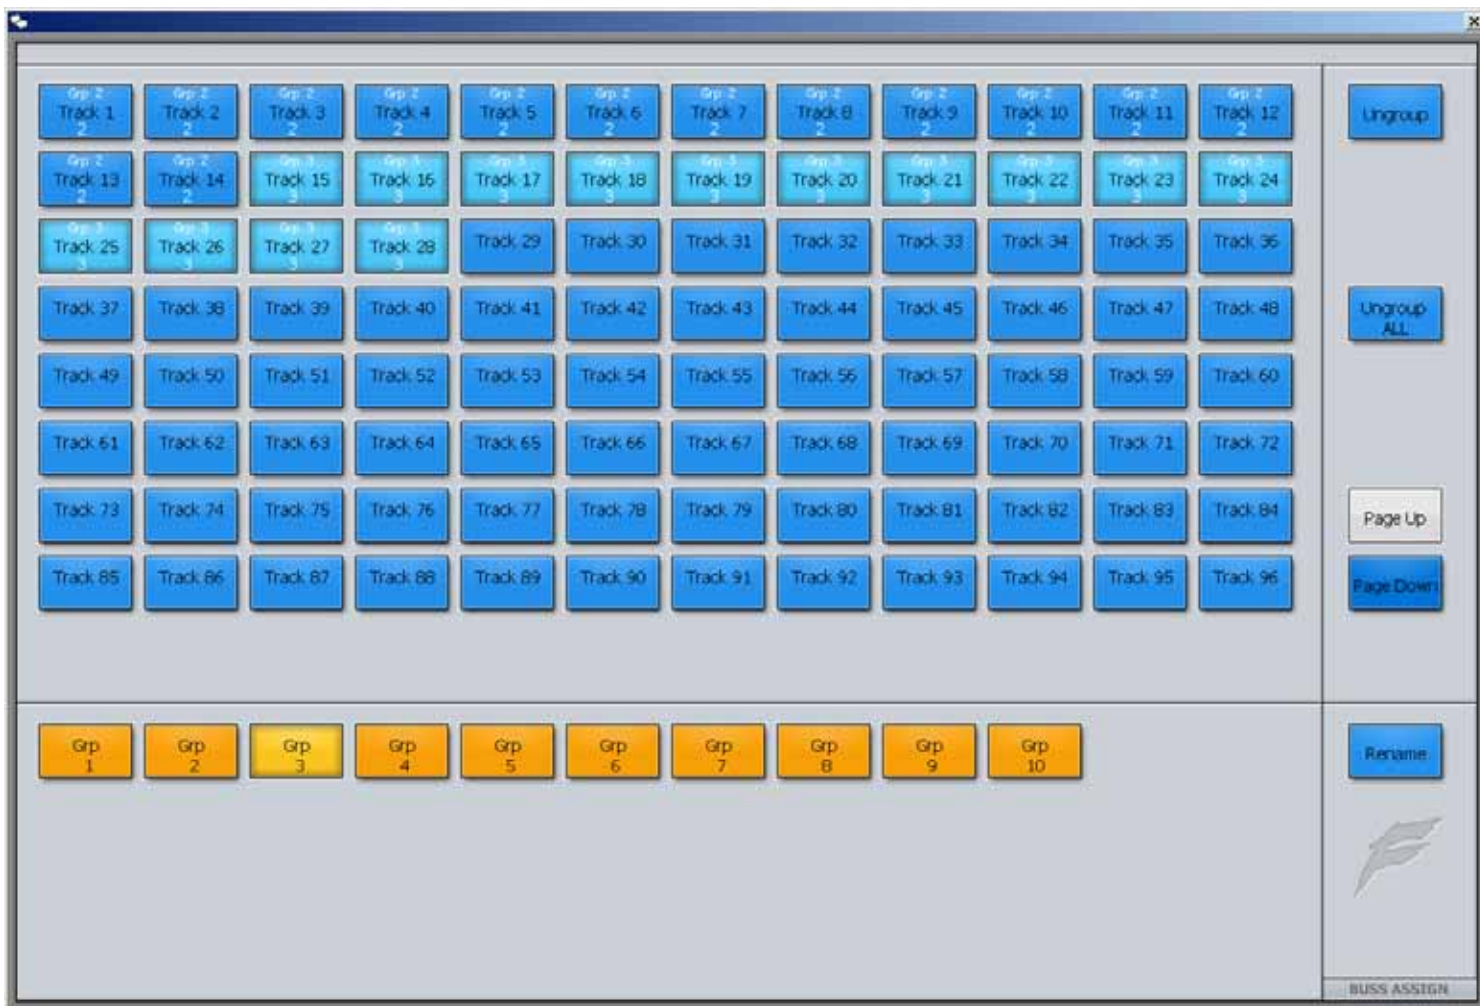 Grp 2 Grp 2 Grp 2 Grp 2 Grp 2 Grp 2 Grp 2 Grp 2 Grp 2 Grp 2 Grp 2 Grp 2
Track 1 Track 2 Track 3 Track 4 Track 5 Track 6 Track 7 Track 8 Track 9 Track 10 Track 11 Track 12 Ungroup
2 2 2 2 2 2 2 2 2 2 2 2
Grp 2 Grp 2 Grp 3 Grp 3 Grp 3 Grp 3 Grp 3 Grp 3 Grp 3 Grp 3 Grp 3 Grp 3
Track 13 Track 14 Track 15 Track 16 Track 17 Track 18 Track 19 Track 20 Track 21 Track 22 Track 23 Track 24
2 2 3 3 3 3 3 3 3 3 3 3
Grp 3 Grp 3 Grp 3 Grp 3
Track 25 Track 26 Track 27 Track 28 Track 29 Track 30 Track 31 Track 32 Track 33 Track 34 Track 35 Track 36
3 3 3 3
Track 37 Track 38 Track 39 Track 40 Track 41 Track 42 Track 43 Track 44 Track 45 Track 46 Track 47 Track 48 Ungroup
ALL
Track 49 Track 50 Track 51 Track 52 Track 53 Track 54 Track 55 Track 56 Track 57 Track 58 Track 59 Track 60
Track 61 Track 62 Track 63 Track 64 Track 65 Track 66 Track 67 Track 68 Track 69 Track 70 Track 71 Track 72
Track 73 Track 74 Track 75 Track 76 Track 77 Track 78 Track 79 Track 80 Track 81 Track 82 Track 83 Track 84 Page Up
Track 85 Track 86 Track 87 Track 88 Track 89 Track 90 Track 91 Track 92 Track 93 Track 94 Track 95 Track 96 Page Down
Grp Grp Grp Grp Grp Grp Grp Grp Grp Grp Rename
1 2 3 4 5 6 7 8 9 10
BUSS ASSIGN